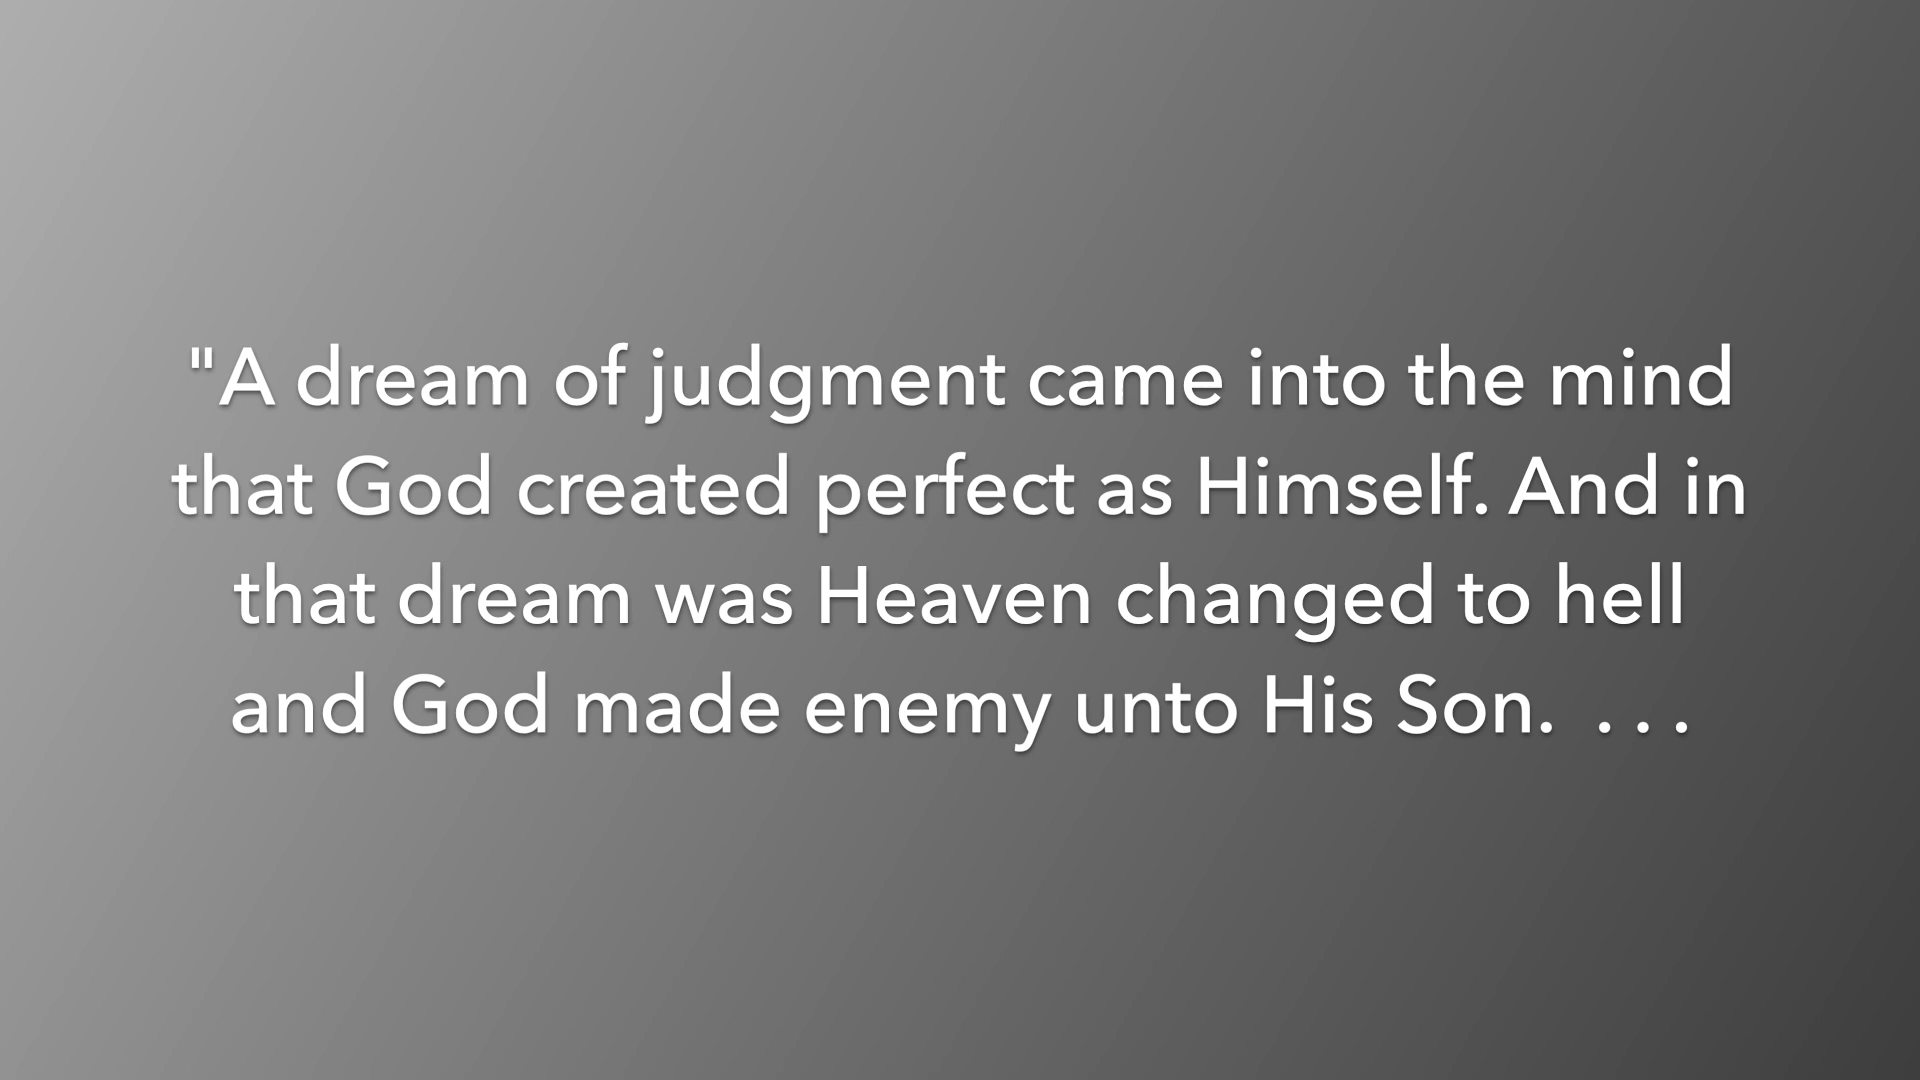 "A dream of judgment came into the mind
that God created perfect as Himself. And in
that dream was Heaven changed to hell
and God made enemy unto His Son.  . . .